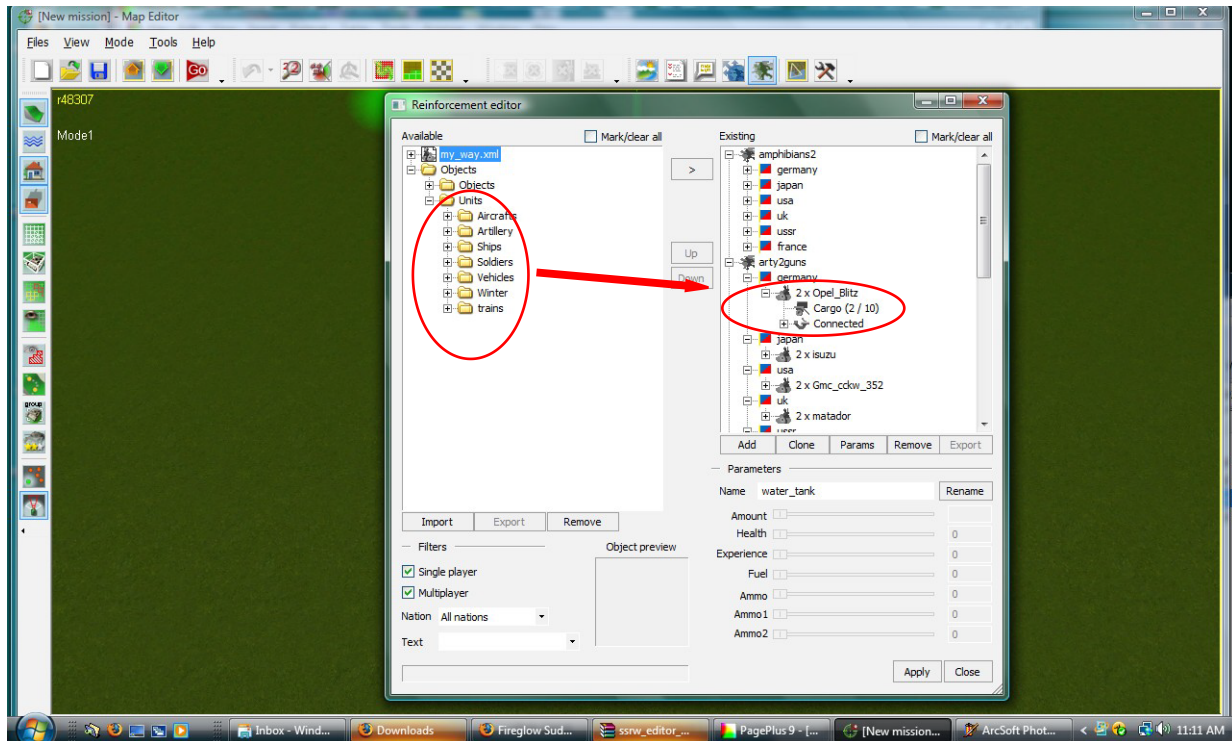 [New mission] - Map Editor
Files View Mode Tools Help
GO
r48307
Mode1
group
Reinforcement editor
Available
Mark/clear all
my_way.xml
Objects
Objects
Units
Aircrafts
Artillery
Ships
Soldiers
Vehicles
Winter
trains
Import Export Remove
Filters
Single player
Multiplayer
Nation All nations
Text
Object preview
>
Up
Down
Existing
Mark/clear all
amphibians2
germany
japan
usa
uk
ussr
france
arty2guns
germany
2 x Opel_Blitz
Cargo (2 / 10)
Connected
japan
2 x isuzu
usa
2 x Gmc_cckw_352
uk
2 x matador
ussr
Add Clone Params Remove Export
Parameters
Name water_tank Rename
Amount
Health 0
Experience 0
Fuel 0
Ammo 0
Ammo1 0
Ammo2 0
Apply Close
Inbox - Wind... Downloads Fireglow Sud... ssrw_editor_... PagePlus 9 - [... [New mission... ArcSoft Phot... < 11:11 AM